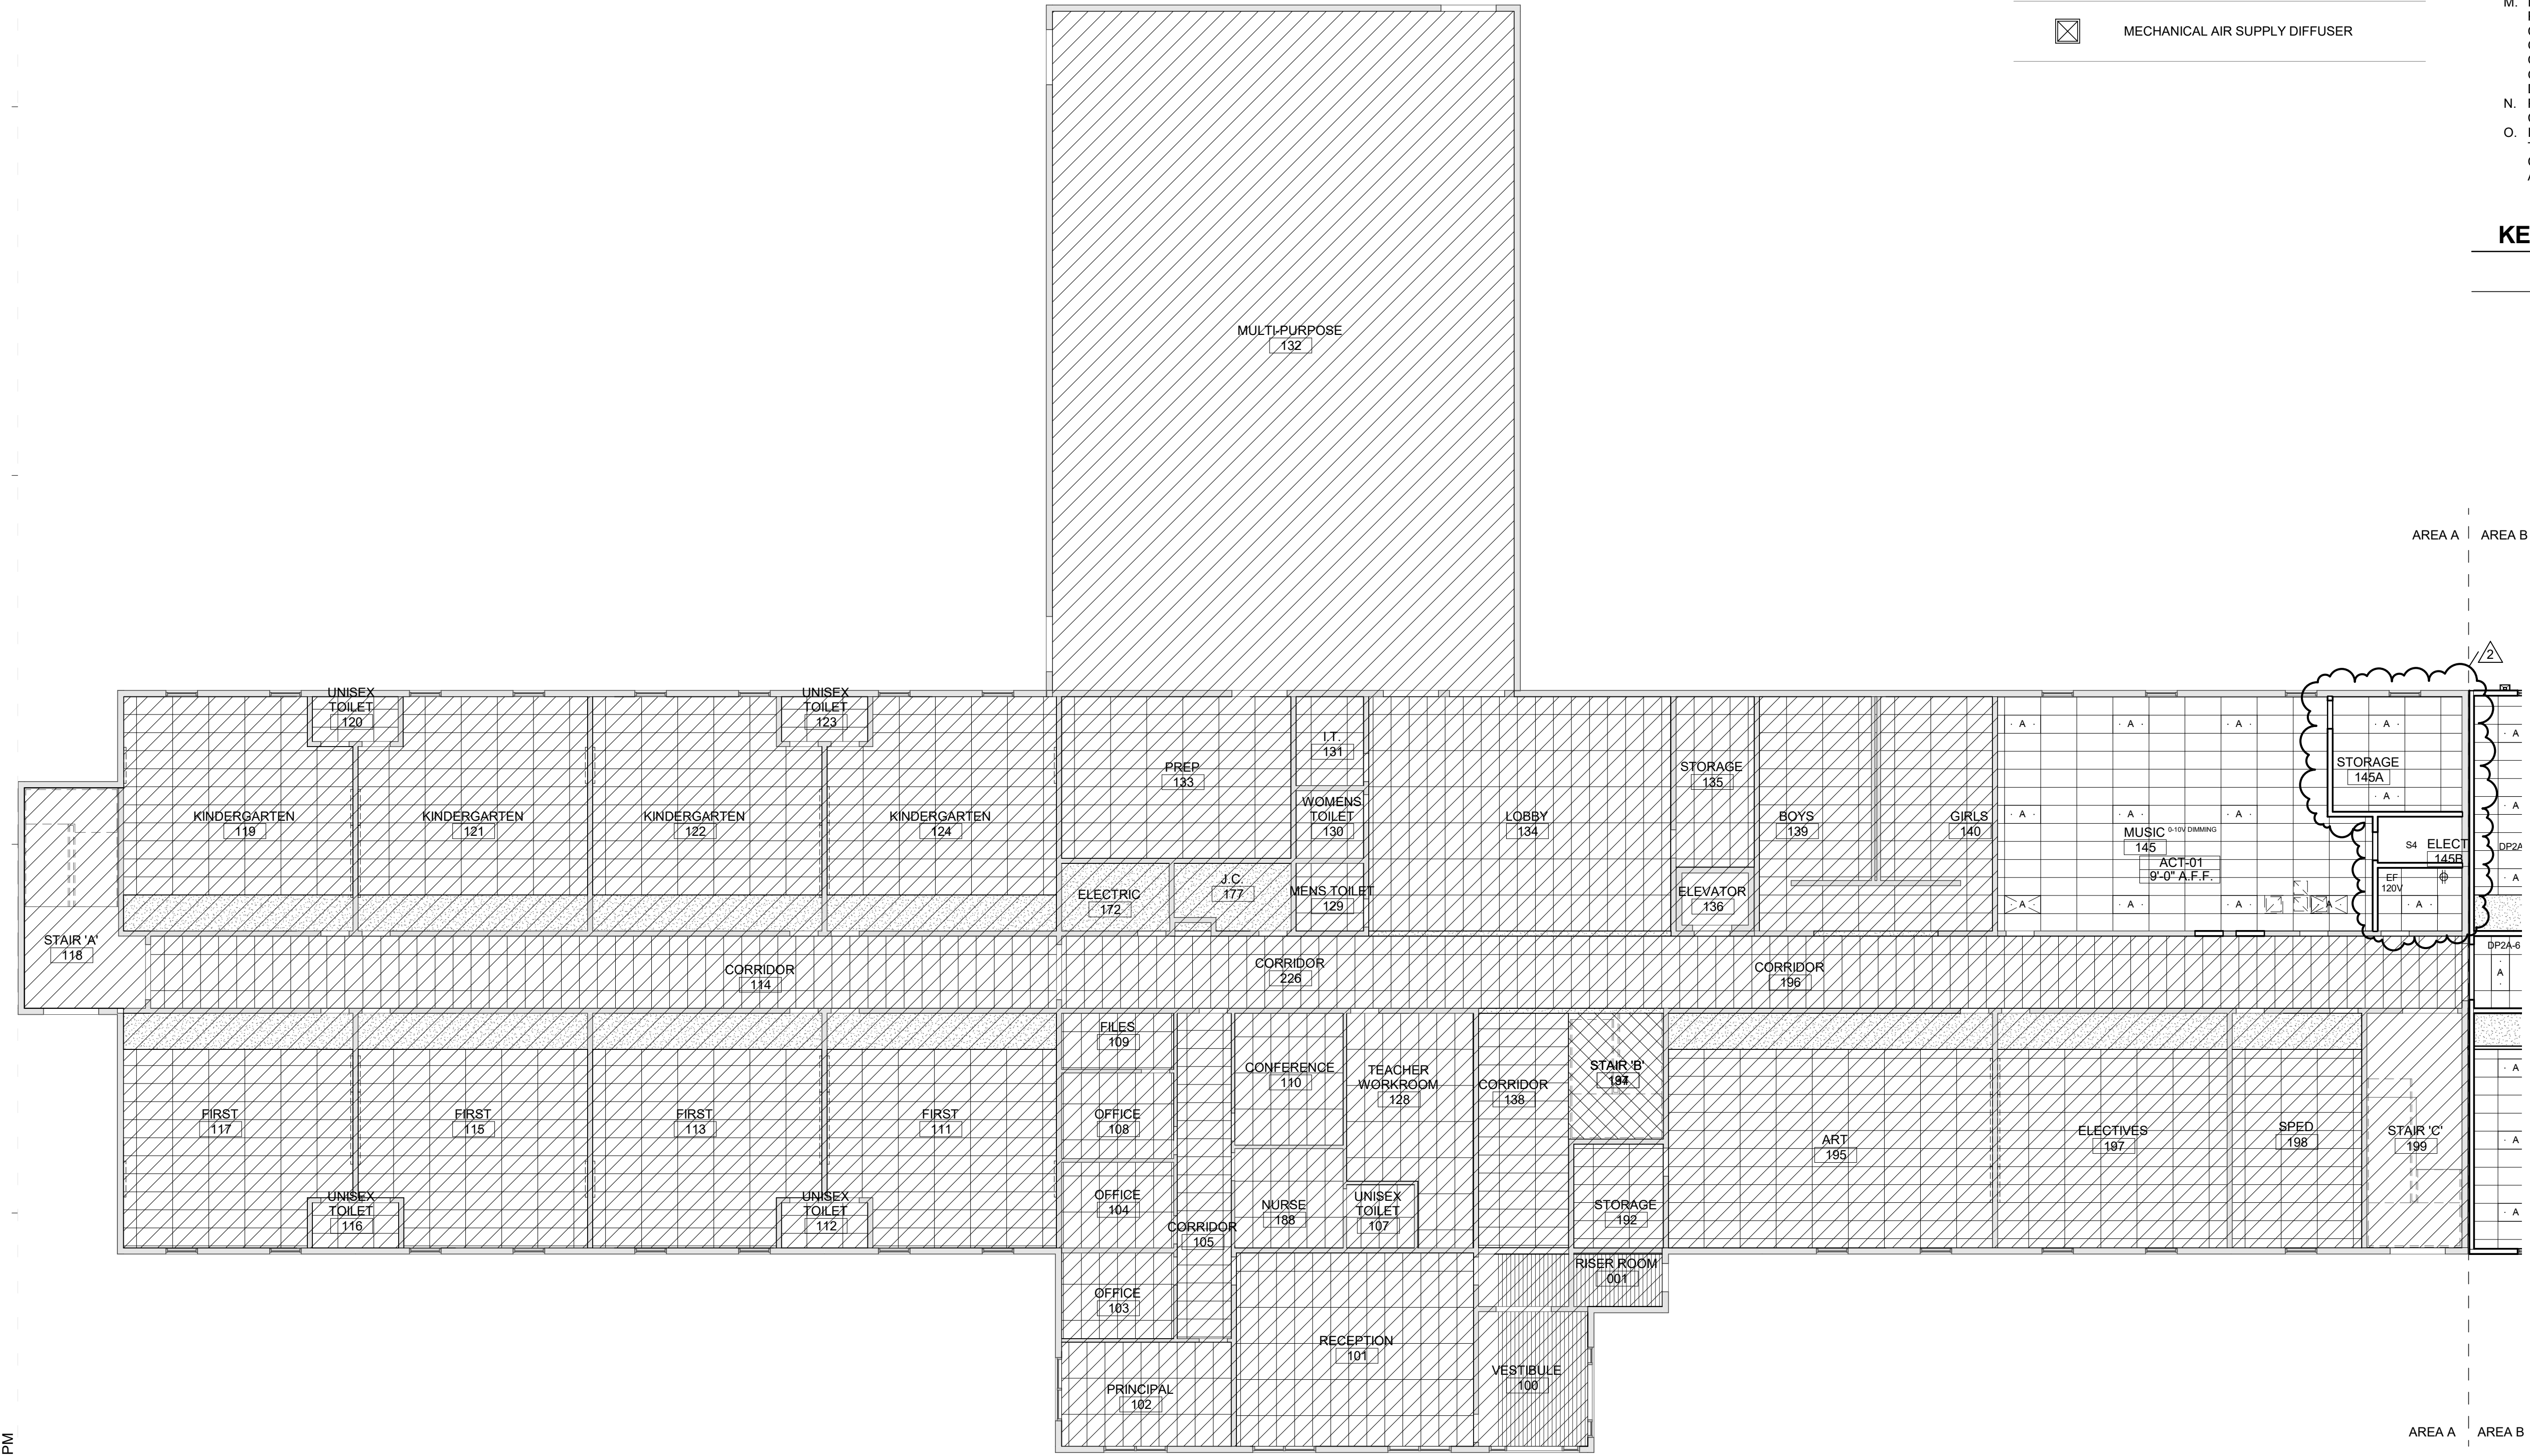 M.
MECHANICAL AIR SUPPLY DIFFUSER
N.
O.
KE
MULTI-PURPOSE
132
AREA A
AREA B
2
UNISEX
TOILET
120
UNISEX
TOILET
123
KINDERGARTEN
119
KINDERGARTEN
121
KINDERGARTEN
122
KINDERGARTEN
124
PREP
133
I.T.
131
WOMENS
TOILET
130
MENS TOILET
129
ELECTRIC
172
J.C.
177
LOBBY
134
STORAGE
135
ELEVATOR
136
BOYS
139
GIRLS
140
A
A
A
A
A
A
A
A
A
MUSIC
145
0-10V DIMMING
ACT-01
9'-0" A.F.F.
A
STORAGE
145A
A
S4
ELECT
145B
EF
120V
A
A
A
A
A
DP2A
A
DP2A-6
A
STAIR 'A'
118
CORRIDOR
114
CORRIDOR
226
CORRIDOR
196
FILES
109
OFFICE
108
OFFICE
104
CORRIDOR
105
OFFICE
103
PRINCIPAL
102
CONFERENCE
110
TEACHER
WORKROOM
128
NURSE
188
UNISEX
TOILET
107
RECEPTION
101
CORRIDOR
138
STAIR 'B'
STORAGE
192
RISER ROOM
001
VESTIBULE
100
FIRST
117
FIRST
115
FIRST
113
FIRST
111
UNISEX
TOILET
116
UNISEX
TOILET
112
ART
195
ELECTIVES
197
SPED
198
STAIR 'C'
199
A
A
A
AREA A
AREA B
PM